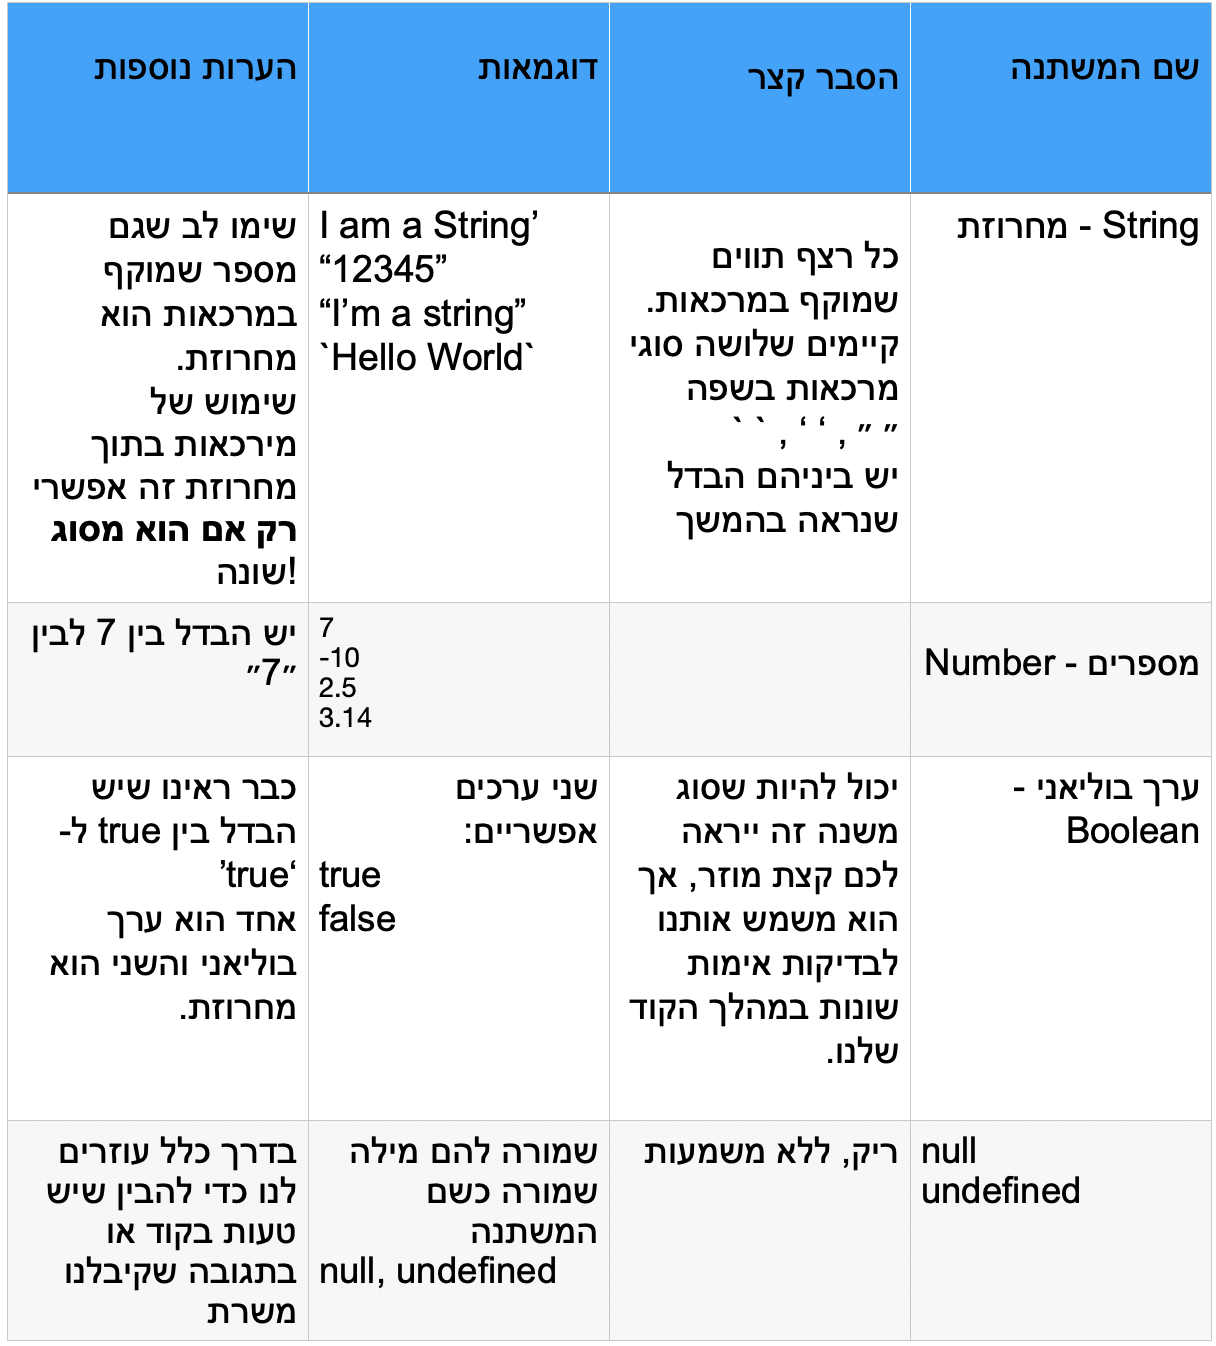 שם המשתנה
הסבר קצר
דוגמאות
הערות נוספות
String - מחרוזת
כל רצף תווים
שמוקף במרכאות.
קיימים שלושה סוגי
מרכאות בשפה
״ ״ , ‘ ‘ , ` `
יש ביניהם הבדל
שנראה בהמשך
I am a String’
“12345”
“I’m a string”
`Hello World`
שימו לב שגם
מספר שמוקף
במרכאות הוא
מחרוזת.
שימוש של
מירכאות בתוך
מחרוזת זה אפשרי
רק אם הוא מסוג
שונה!
מספרים - Number
7
-10
2.5
3.14
יש הבדל בין 7 לבין
״7״
ערך בוליאני -
Boolean
יכול להיות שסוג
משנה זה ייראה
לכם קצת מוזר, אך
הוא משמש אותנו
לבדיקות אימות
שונות במהלך הקוד
שלנו.
שני ערכים
אפשריים:
true
false
כבר ראינו שיש
הבדל בין true ל-
‘true’
אחד הוא ערך
בוליאני והשני הוא
מחרוזת.
null
undefined
ריק, ללא משמעות
שמורה להם מילה
שמורה כשם
המשתנה
null, undefined
בדרך כלל עוזרים
לנו כדי להבין שיש
טעות בקוד או
בתגובה שקיבלנו
משרת